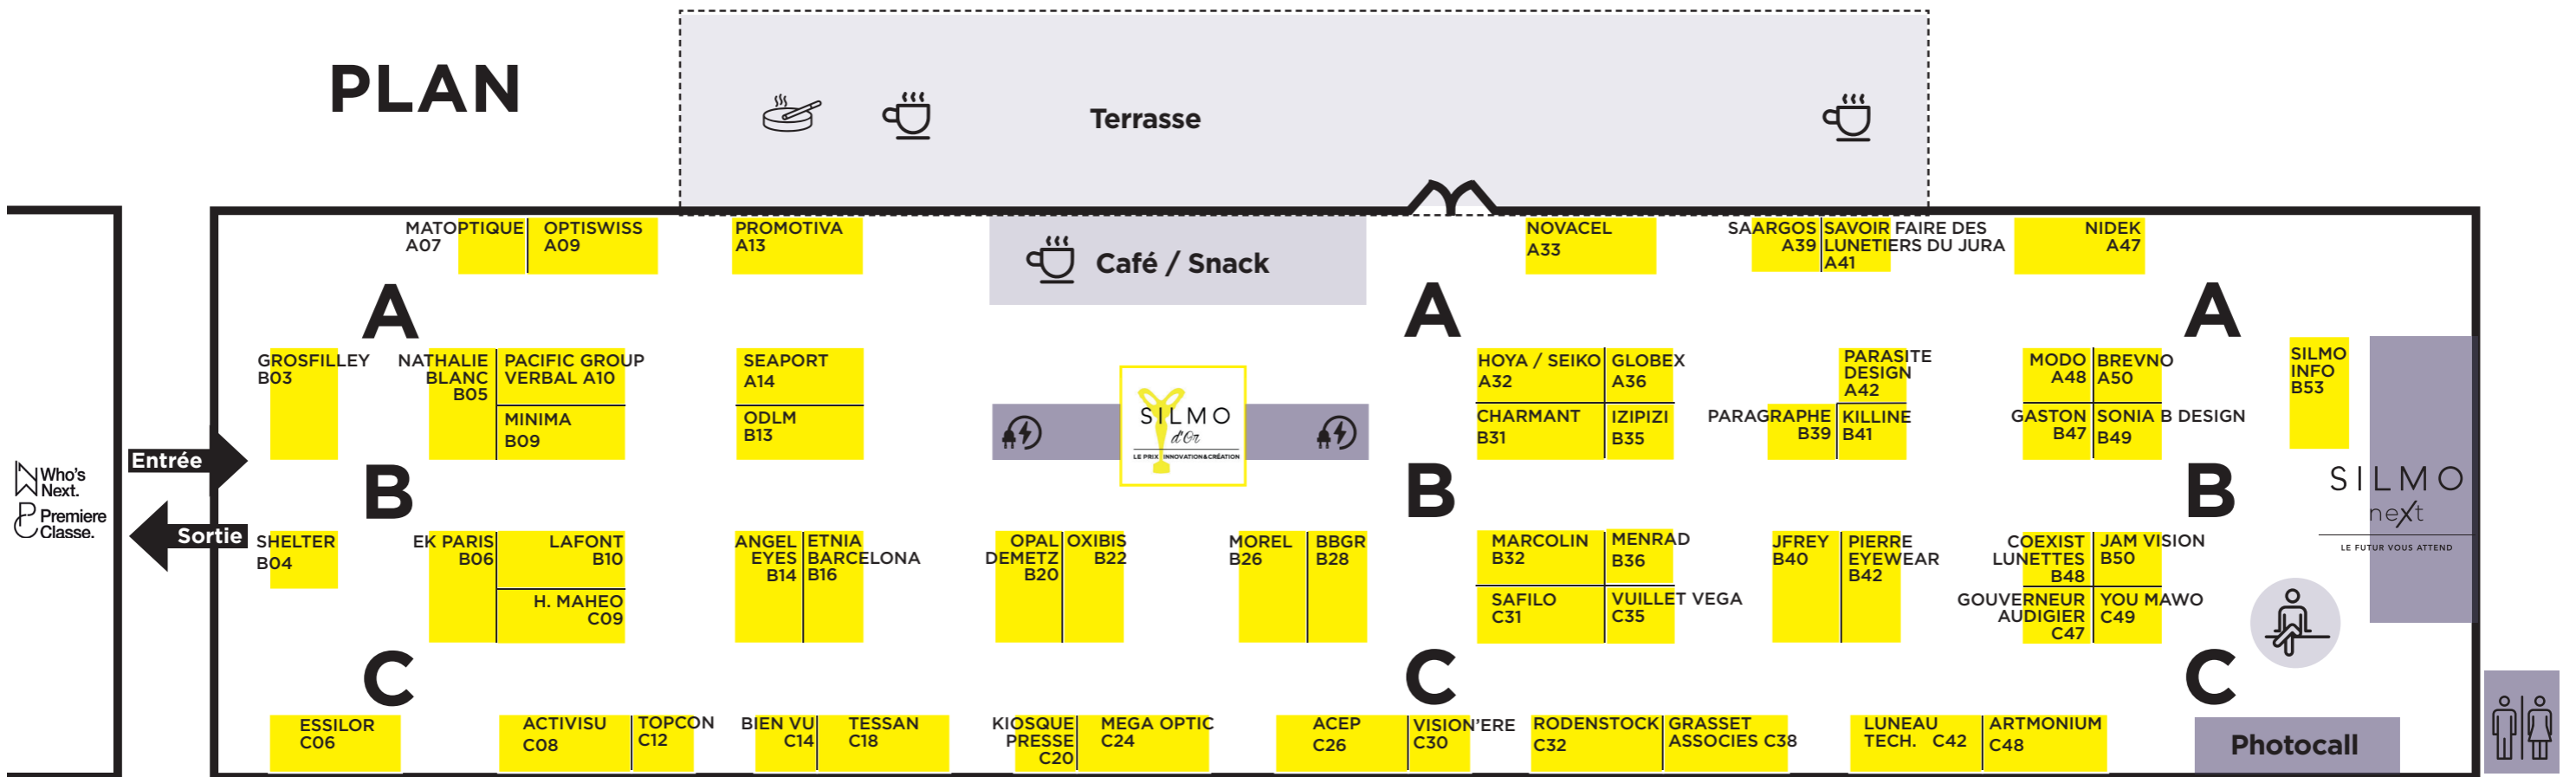 PLAN
Terrasse
MATOPTIQUE
A07
OPTISWISS
A09
PROMOTIVA
A13
Café / Snack
NOVACEL
A33
SAARGOS
A39
SAVOIR FAIRE DES
LUNETIERS DU JURA
A41
NIDEK
A47
A
A
A
GROSFILLEY
B03
NATHALIE
BLANC
B05
PACIFIC GROUP
VERBAL A10
MINIMA
B09
SEAPORT
A14
ODLM
B13
SILMO
d'Or
LE PRIX INNOVATION&CRÉATION
HOYA / SEIKO
A32
GLOBEX
A36
CHARMANT
B31
IZIPIZI
B35
PARASITE
DESIGN
A42
PARAGRAPHE
B39
KILLINE
B41
MODO
A48
BREVNO
A50
GASTON
B47
SONIA B DESIGN
B49
SILMO
INFO
B53
Entrée
Sortie
Who's
Next.
Premiere
Classe.
B
B
B
SILMO
neXt
LE FUTUR VOUS ATTEND
SHELTER
B04
EK PARIS
B06
LAFONT
B10
H. MAHEO
C09
ANGEL
EYES
B14
ETNIA
BARCELONA
B16
OPAL
DEMETZ
B20
OXIBIS
B22
MOREL
B26
BBGR
B28
MARCOLIN
B32
MENRAD
B36
SAFILO
C31
VUILLET VEGA
C35
JFREY
B40
PIERRE
EYEWEAR
B42
COEXIST
LUNETTES
B48
JAM VISION
B50
GOUVERNEUR
AUDIGIER
C47
YOU MAWO
C49
C
C
C
ESSILOR
C06
ACTIVISU
C08
TOPCON
C12
BIEN VU
C14
TESSAN
C18
KIOSQUE
PRESSE
C20
MEGA OPTIC
C24
ACEP
C26
VISION'ERE
C30
RODENSTOCK
C32
GRASSET
ASSOCIES C38
LUNEAU
TECH. C42
ARTMONIUM
C48
Photocall